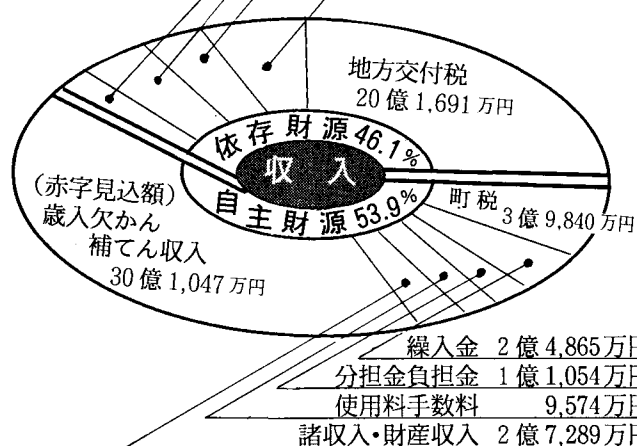 地方交付税
20億1,691万円
依存財源46.1%
収入
自主財源53.9%
町税
3億9,840万円
(赤字見込額)
歳入欠かん
補てん収入
30億1,047万円
繰入金 2億4,865万円
分担金負担金 1億1,054万円
使用料手数料 9,574万円
諸収入・財産収入 2億7,289万円